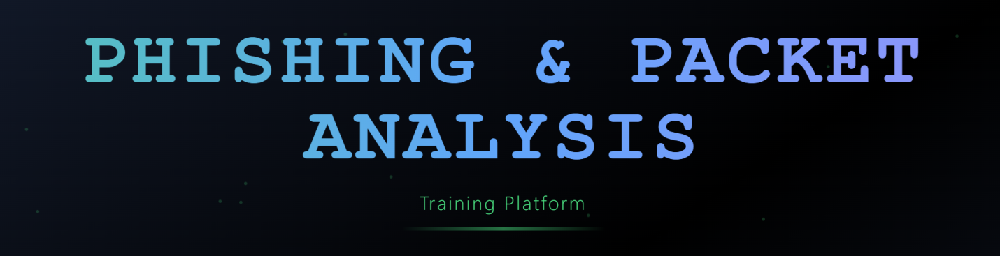 PHISHING & PACKET
ANALYSIS
Training Platform